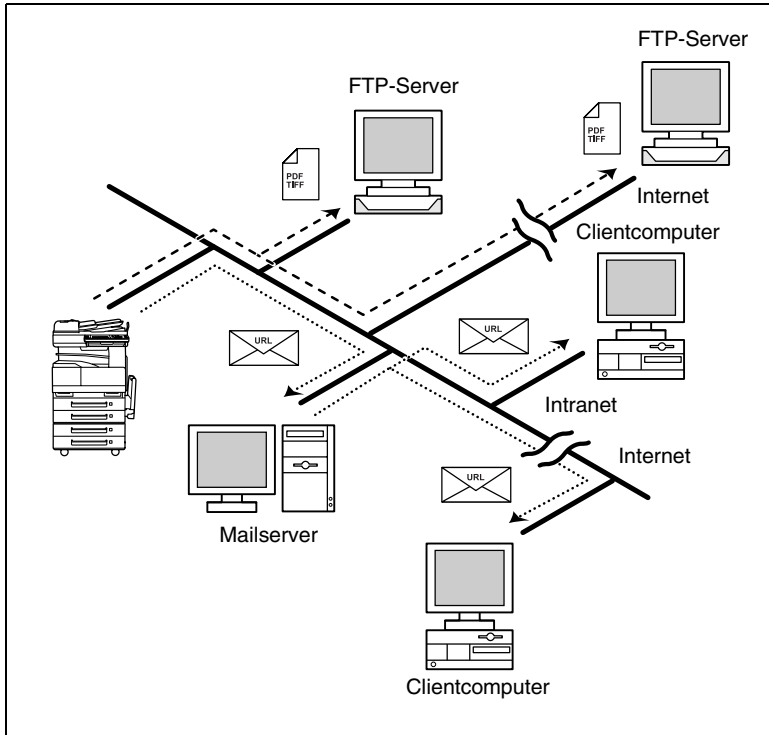 FTP-Server
FTP-Server
PDF
TIFF
PDF
TIFF
Internet
Clientcomputer
URL
URL
Intranet
Internet
URL
Mailserver
Clientcomputer